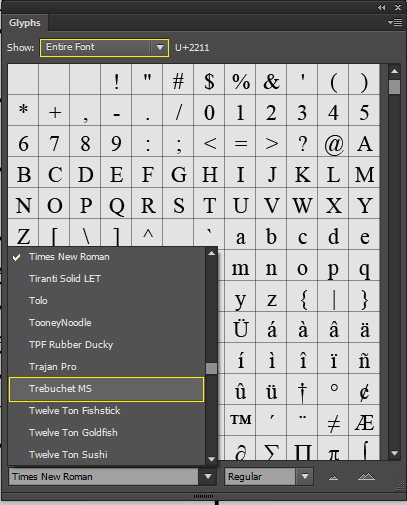 Glyphs
Show: Entire Font U+2211
! " # $ % & ' ( )
* + , - . / 0 1 2 3 4 5
6 7 8 9 : ; < = > ? @ A
B C D E F G H I J K L M
N O P Q R S T U V W X Y
Z [ \ ] ^ _ ` a b c d e
Times New Roman m n o p q
Tiranti Solid LET y z { | }
Tolo
TooneyNoodle Ü á à â ä
TPF Rubber Ducky
Trajan Pro í ì î ï ñ
Trebuchet MS û ü † ° ¢
Twelve Ton Fishstick ™ ´ ¨ ≠ Æ
Twelve Ton Goldfish
Twelve Ton Sushi ∂ ∑ ∏ π ∫
Times New Roman Regular